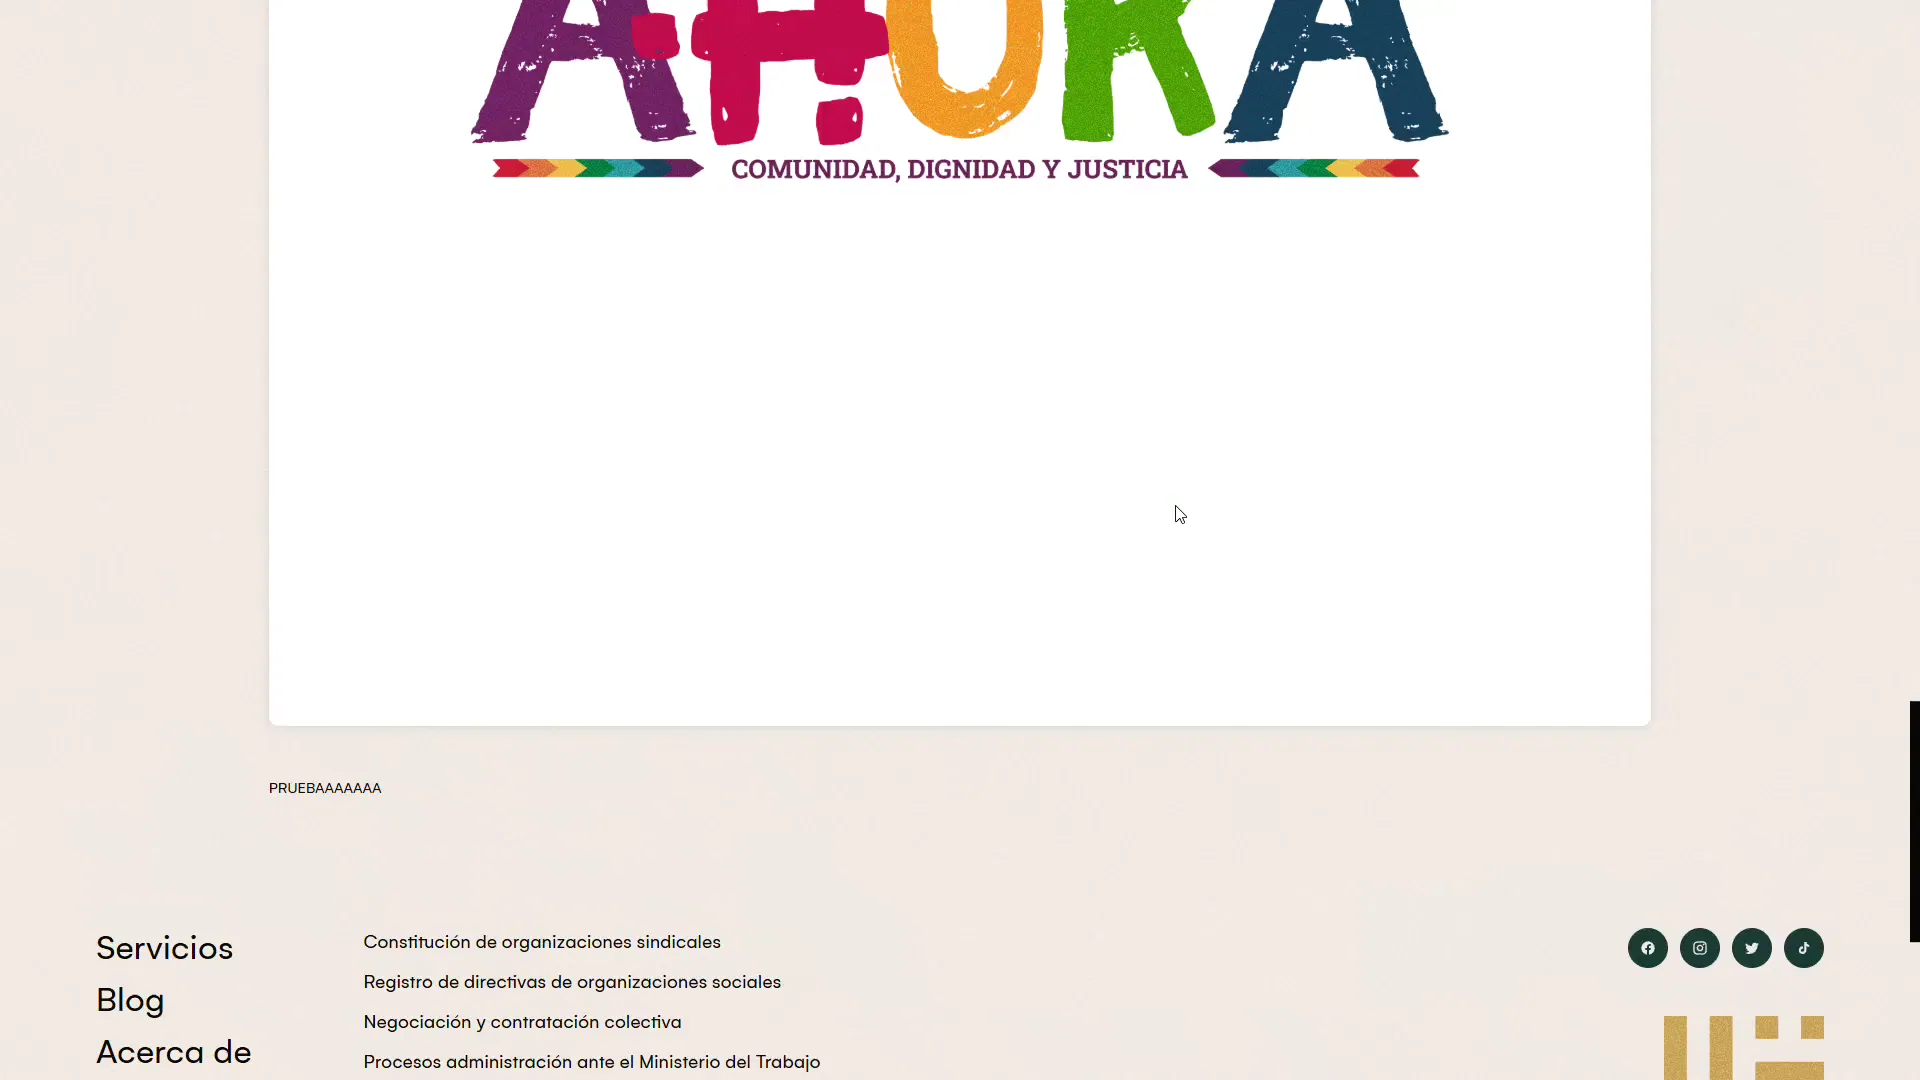 AHORA
COMUNIDAD, DIGNIDAD Y JUSTICIA
PRUEBAAAAAAA
Servicios
Blog
Acerca de
Constitución de organizaciones sindicales
Registro de directivas de organizaciones sociales
Negociación y contratación colectiva
Procesos administración ante el Ministerio del Trabajo